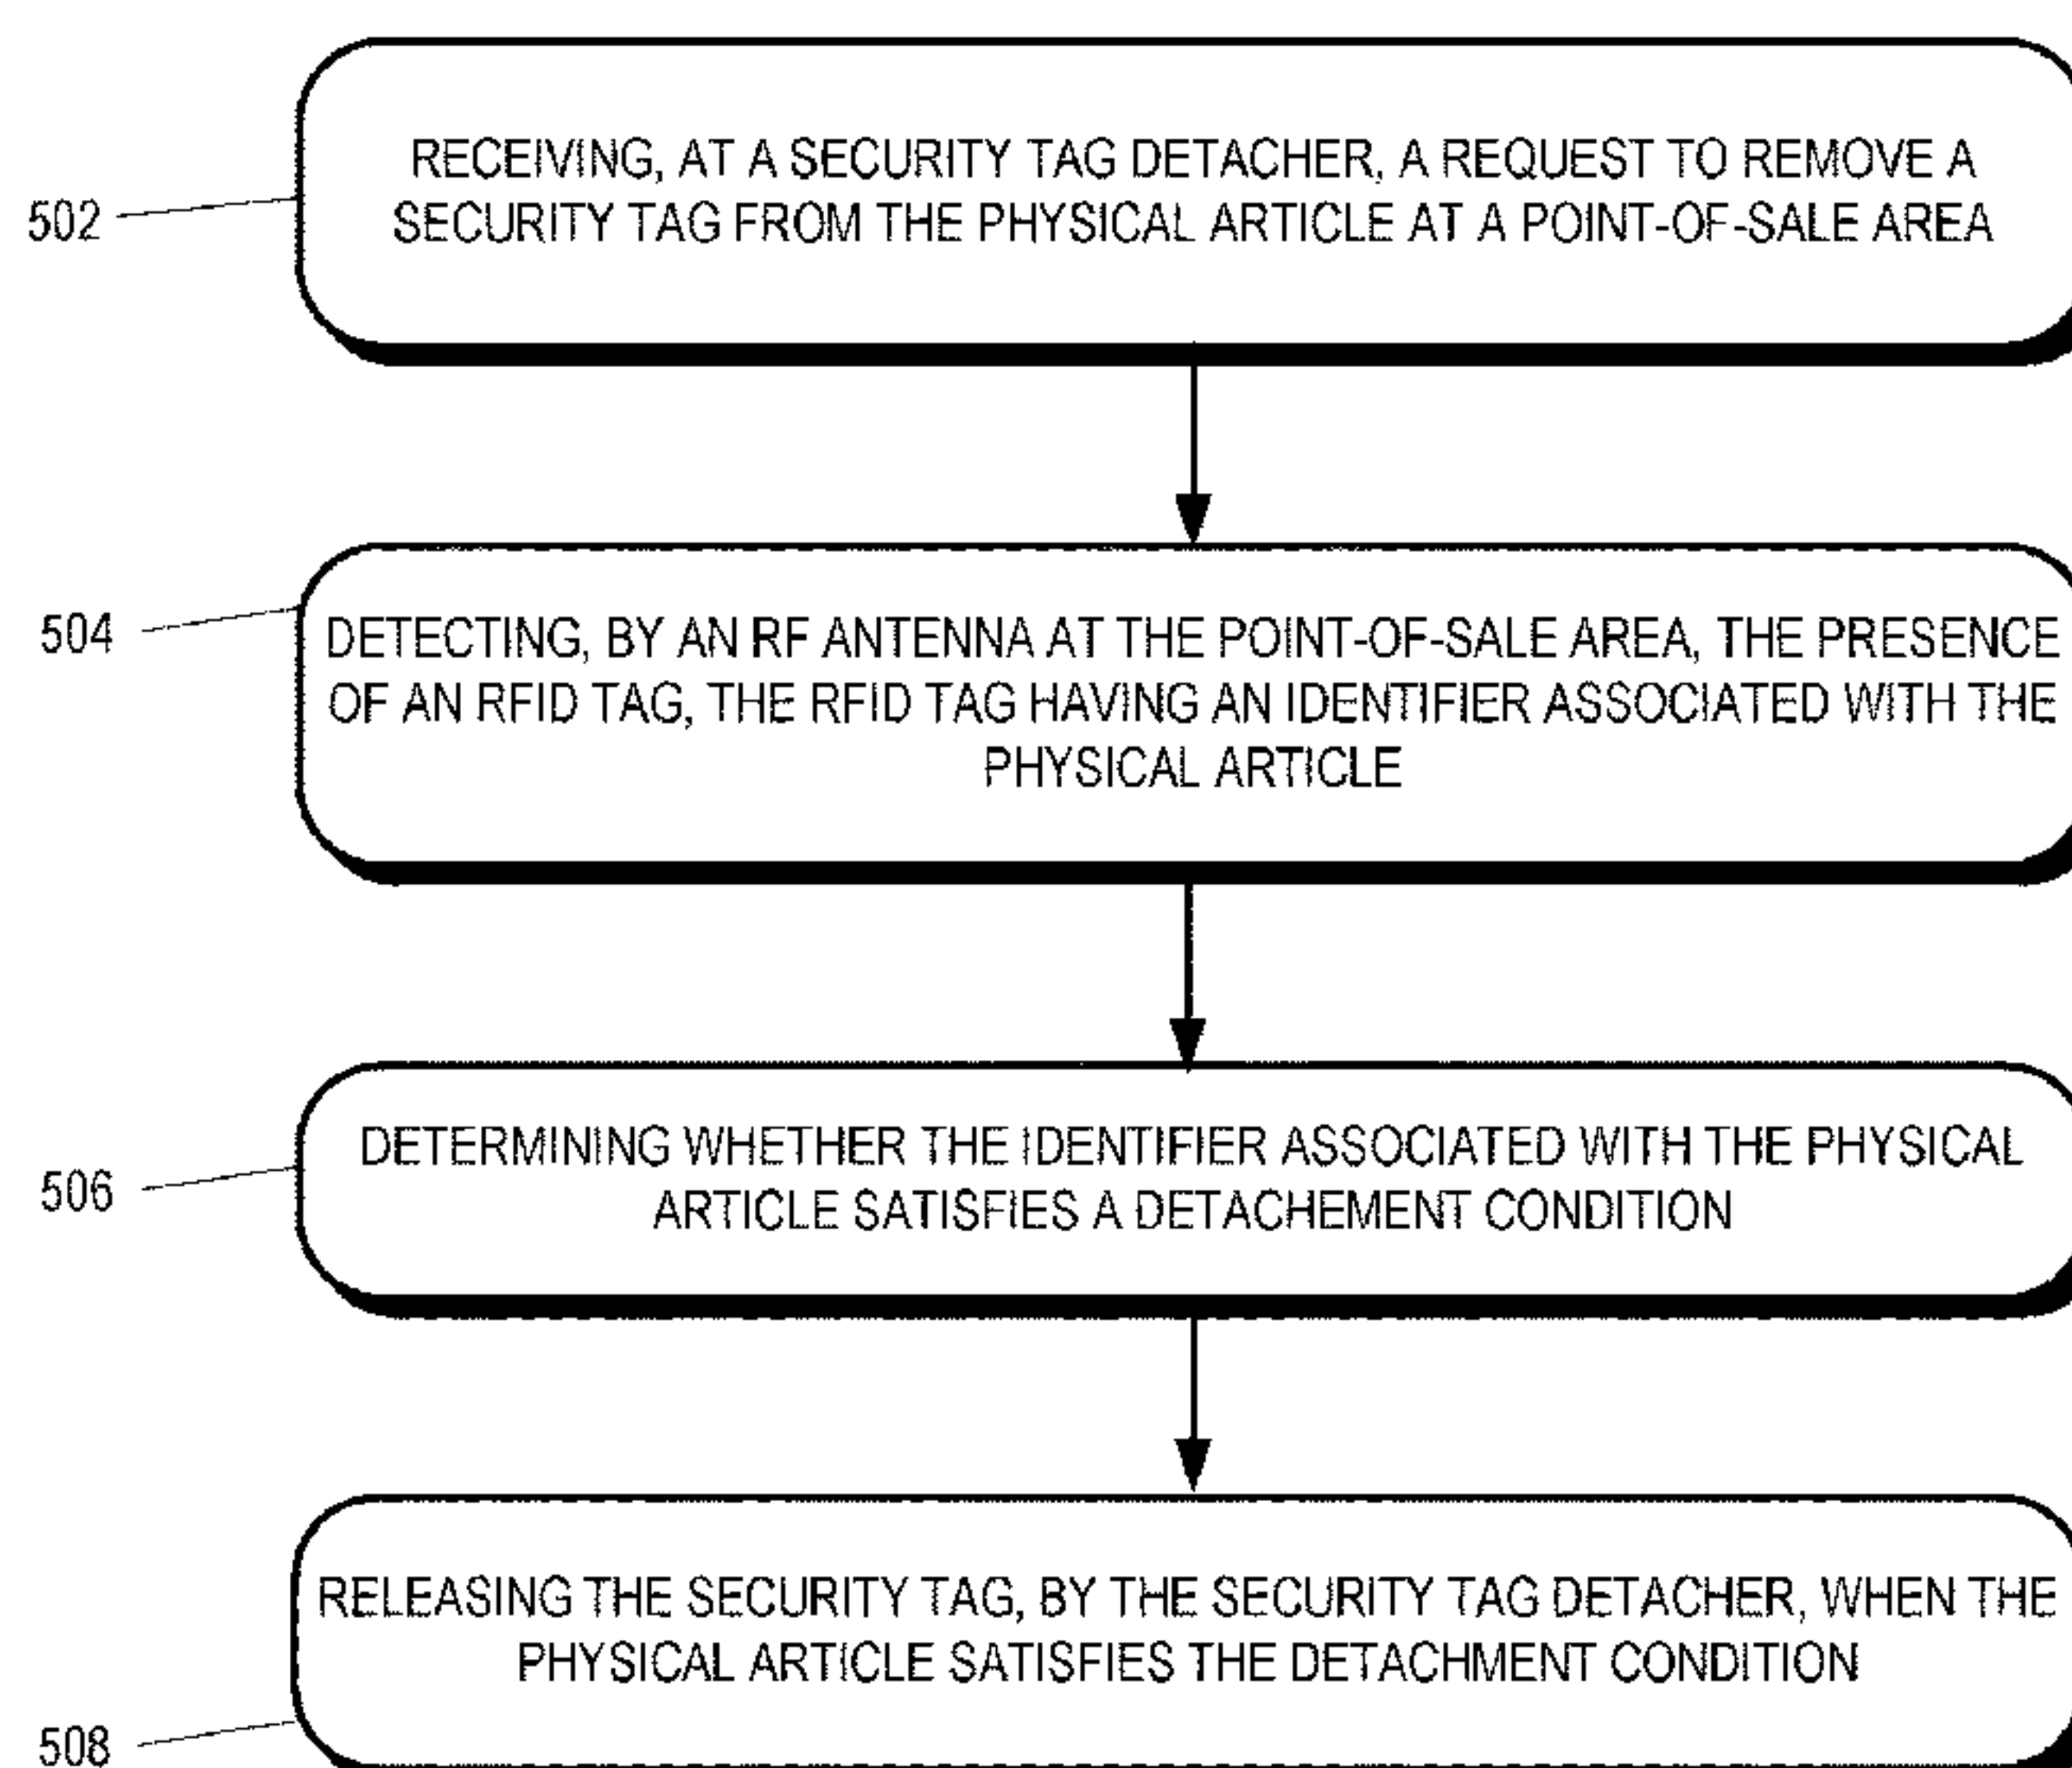 RECEIVING, AT A SECURITY TAG DETACHER, A REQUEST TO REMOVE A
SECURITY TAG FROM THE PHYSICAL ARTICLE AT A POINT-OF-SALE AREA
502
504
DETECTING, BY AN RF ANTENNA AT THE POINT-OF-SALE AREA, THE PRESENCE
OF AN RFID TAG, THE RFID TAG HAVING AN IDENTIFIER ASSOCIATED WITH THE
PHYSICAL ARTICLE
DETERMINING WHETHER THE IDENTIFIER ASSOCIATED WITH THE PHYSICAL
ARTICLE SATISFIES A DETACHEMENT CONDITION
506
RELEASING THE SECURITY TAG, BY THE SECURITY TAG DETACHER, WHEN THE
PHYSICAL ARTICLE SATISFIES THE DETACHMENT CONDITION
508